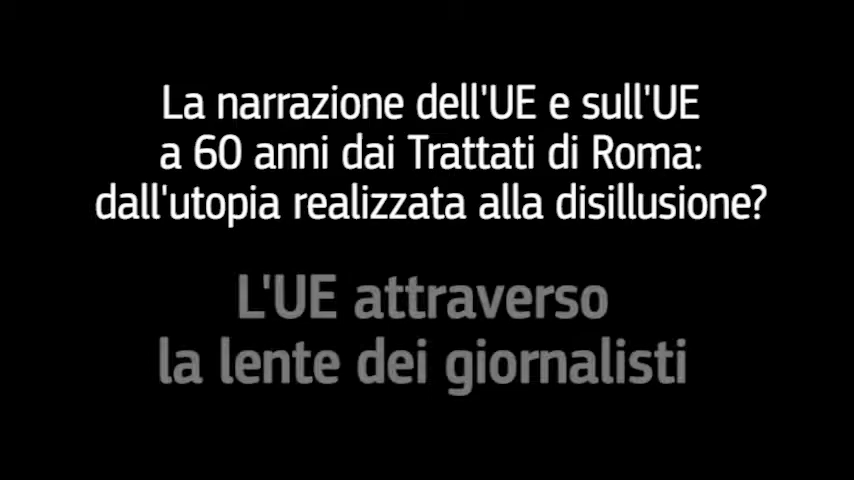 La narrazione dell'UE e sull'UE
a 60 anni dai Trattati di Roma:
dall'utopia realizzata alla disillusione?
L'UE attraverso
la lente dei giornalisti